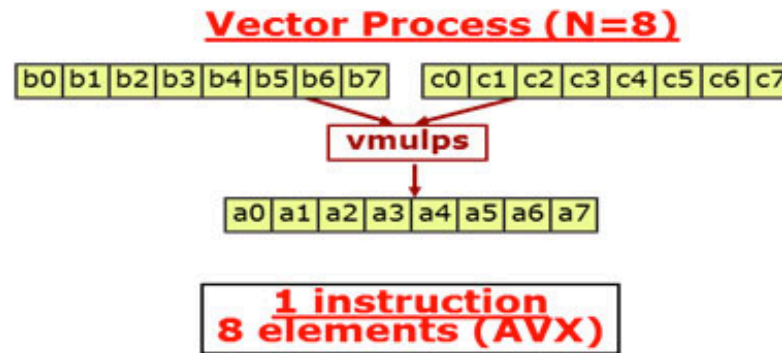 Vector Process (N=8)
b0 b1 b2 b3 b4 b5 b6 b7 c0 c1 c2 c3 c4 c5 c6 c7
vmulps
a0 a1 a2 a3 a4 a5 a6 a7
1 instruction
8 elements (AVX)